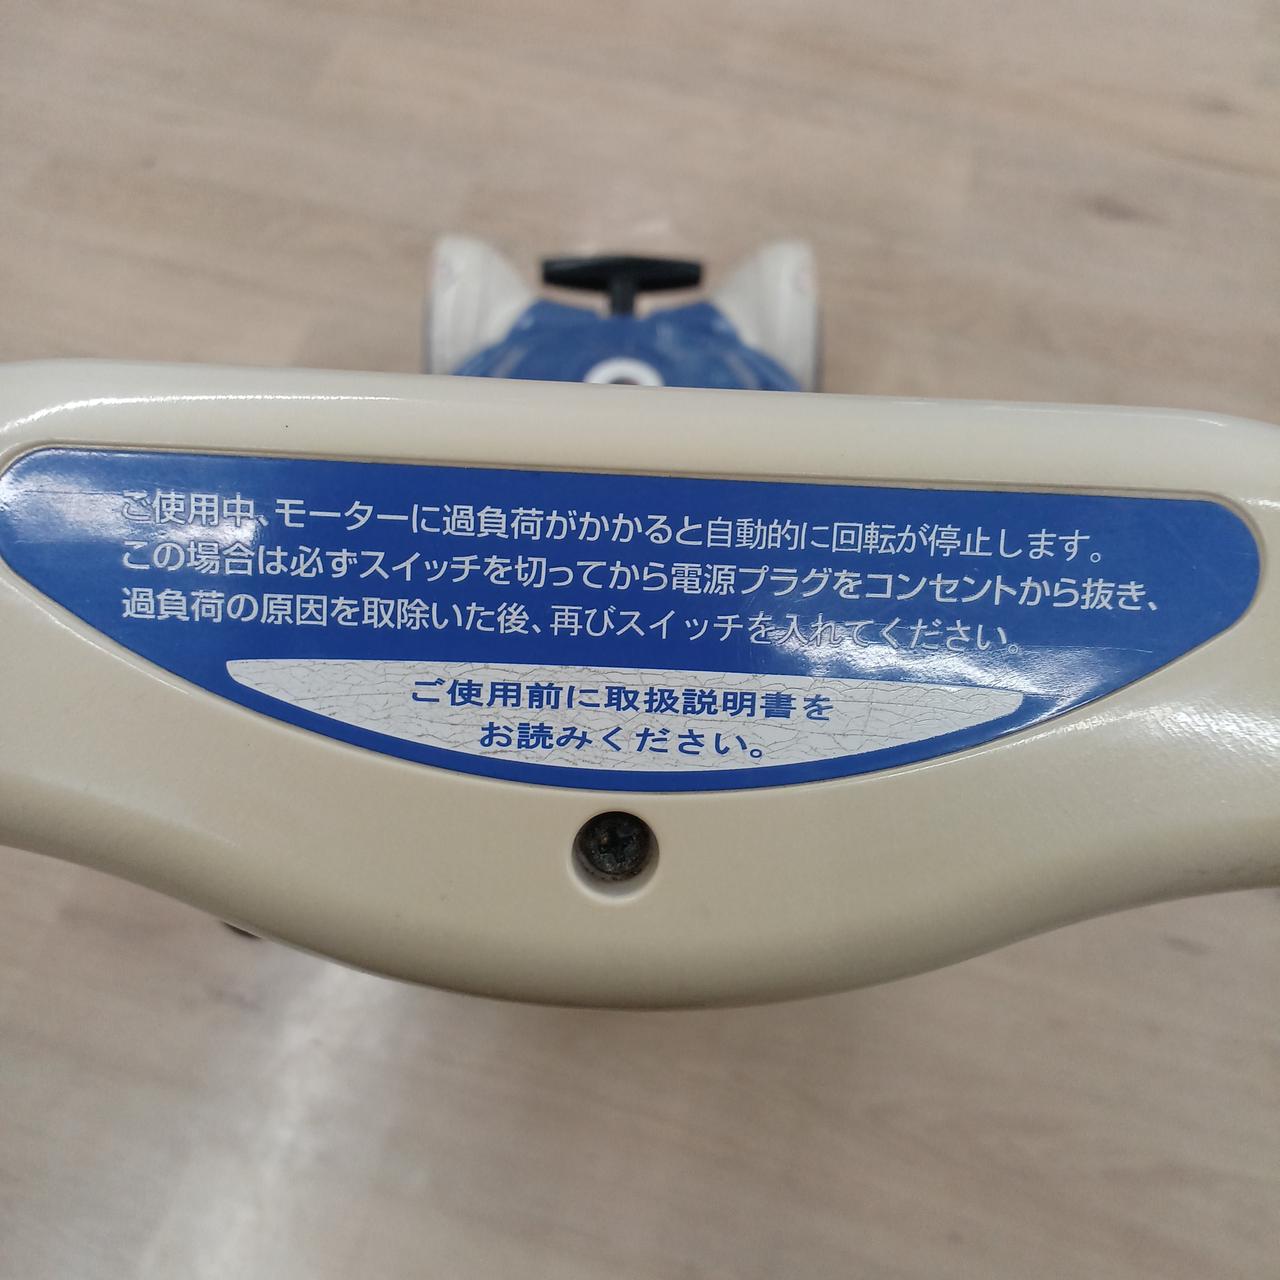 ご使用中、モーターに過負荷がかかると自動的に回転が停止します。
この場合は必ずスイッチを切ってから電源プラグをコンセントから抜き、
過負荷の原因を取除いた後、再びスイッチを入れてください。
ご使用前に取扱説明書を
お読みください。